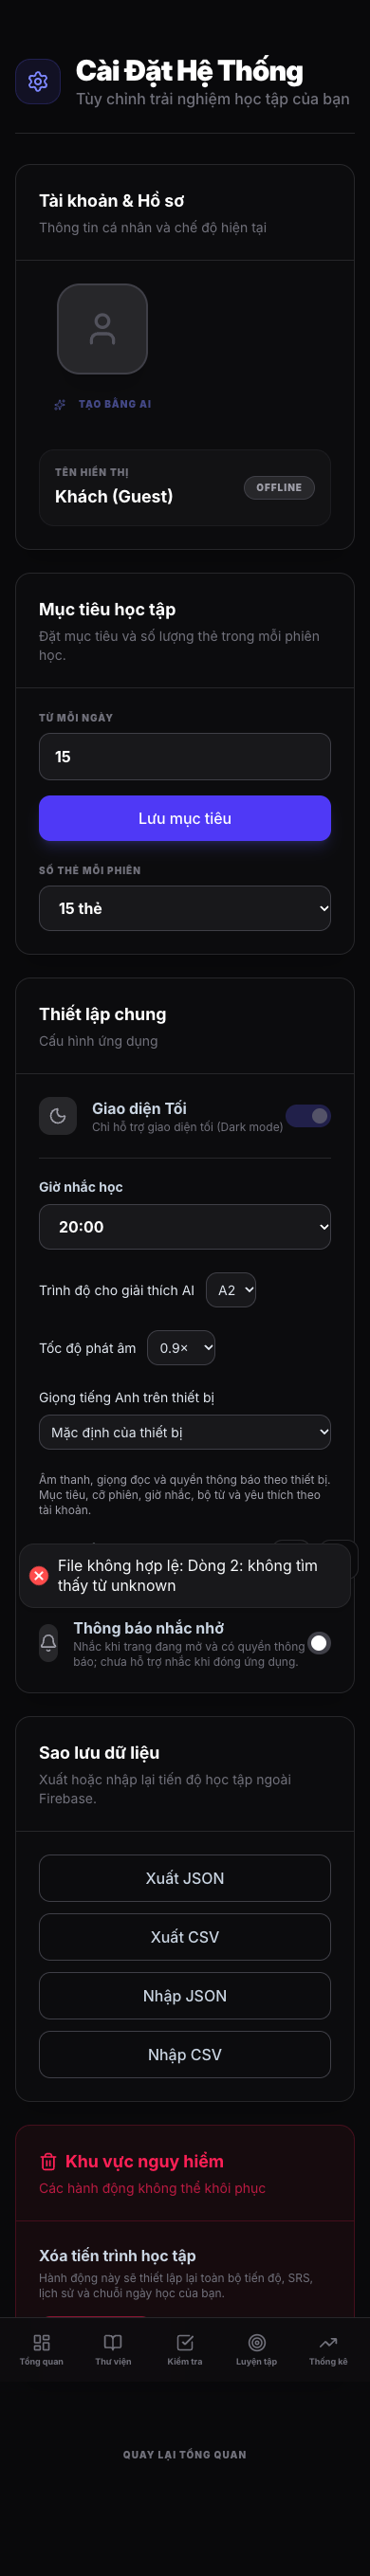 Cài Đặt Hệ Thống
Tùy chỉnh trải nghiệm học tập của bạn
Tài khoản & Hồ sơ
Thông tin cá nhân và chế độ hiện tại
TẠO BẰNG AI
TÊN HIỂN THỊ
Khách (Guest)
OFFLINE
Mục tiêu học tập
Đặt mục tiêu và số lượng thẻ trong mỗi phiên
học.
TỪ MỖI NGÀY
15
Lưu mục tiêu
SỐ THẺ MỖI PHIÊN
15 thẻ
Thiết lập chung
Cấu hình ứng dụng
Giao diện Tối
Chỉ hỗ trợ giao diện tối (Dark mode)
Giờ nhắc học
20:00
Trình độ cho giải thích AI
A2
Tốc độ phát âm
0.9×
Giọng tiếng Anh trên thiết bị
Mặc định của thiết bị
Âm thanh, giọng đọc và quyền thông báo theo thiết bị.
Mục tiêu, cỡ phiên, giờ nhắc, bộ từ và yêu thích theo
tài khoản.
File không hợp lệ: Dòng 2: không tìm
thấy từ unknown
Thông báo nhắc nhở
Nhắc khi trang đang mở và có quyền thông
báo; chưa hỗ trợ nhắc khi đóng ứng dụng.
Sao lưu dữ liệu
Xuất hoặc nhập lại tiến độ học tập ngoài
Firebase.
Xuất JSON
Xuất CSV
Nhập JSON
Nhập CSV
Khu vực nguy hiểm
Các hành động không thể khôi phục
Xóa tiến trình học tập
Hành động này sẽ thiết lập lại toàn bộ tiến độ, SRS,
lịch sử và chuỗi ngày học của bạn.
Tổng quan
Thư viện
Kiểm tra
Luyện tập
Thống kê
QUAY LẠI TỔNG QUAN